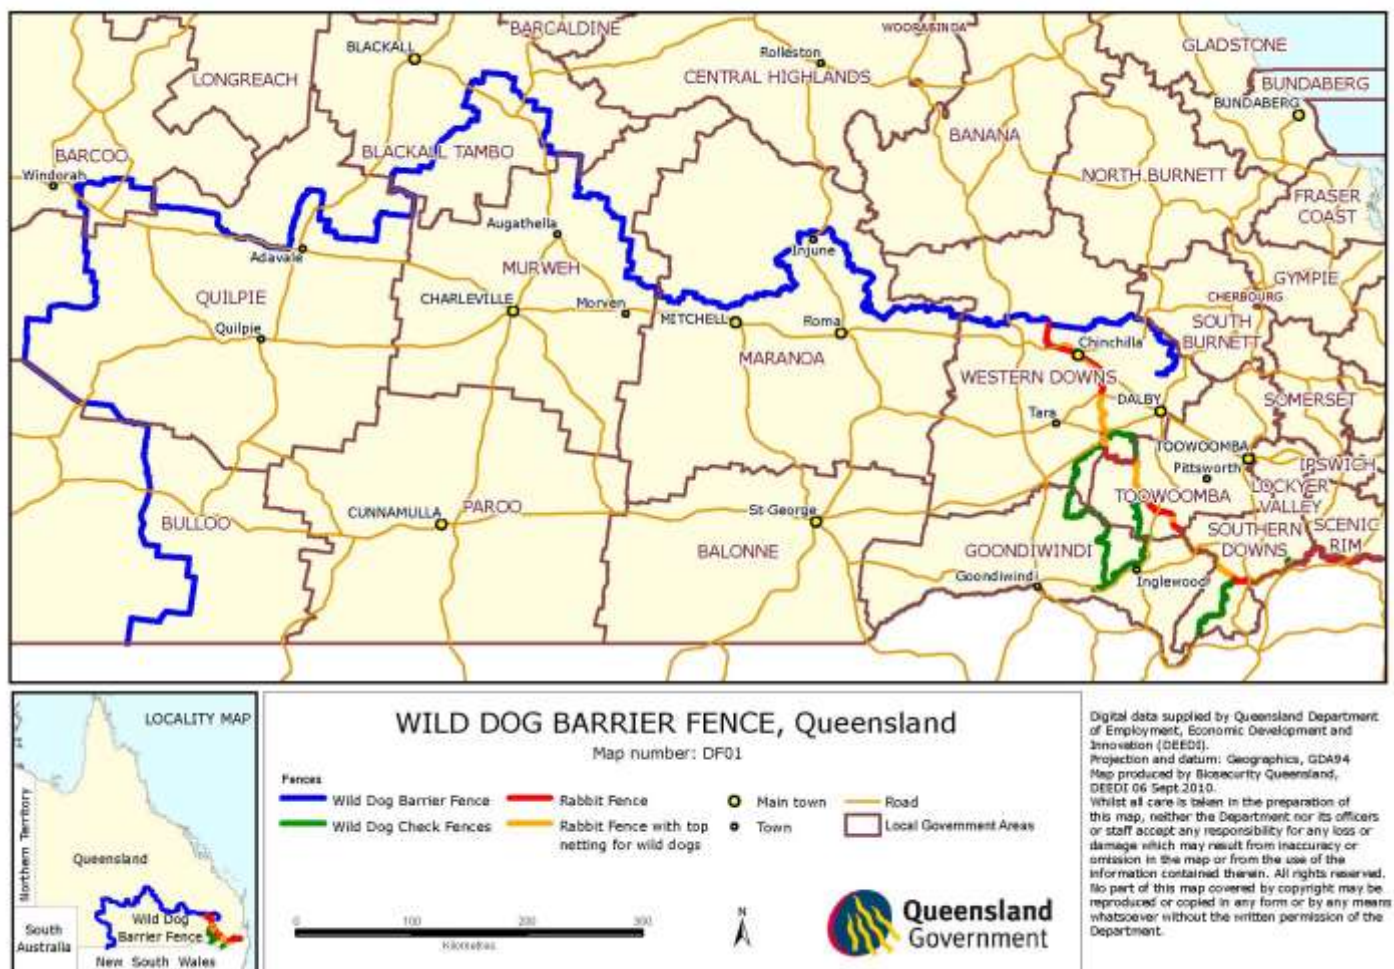 BARCALDINE
WOORABINDA
BLACKALL
Rolleston
GLADSTONE
LONGREACH
CENTRAL HIGHLANDS
BUNDABERG
BUNDABERG
BANANA
BARCOO
BLACKALL TAMBO
Windorah
NORTH BURNETT
FRASER
COAST
Augathella
Injune
Adavale
MURWEH
GYMPIE
QUILPIE
CHARLEVILLE
Morven
CHERBOURG
MITCHELL
Roma
SOUTH
BURNETT
Quilpie
Chinchilla
MARANOA
WESTERN DOWNS
DALBY
SOMERSET
Tara
TOOWOOMBA
Pittsworth
IPSWICH
LOCKYER
VALLEY
TOOWOOMBA
CUNNAMULLA
PAROO
St George
BULLOO
SOUTHERN
DOWNS
SCENIC
RIM
BALONNE
GOONDIWINDI
Goondiwindi
Inglewood
LOCALITY MAP
Northern Territory
Queensland
Wild Dog
Barrier Fence
South
Australia
New South Wales
WILD DOG BARRIER FENCE, Queensland
Map number: DF01
Fences
Wild Dog Barrier Fence
Rabbit Fence
Main town
Road
Wild Dog Check Fences
Rabbit Fence with top
netting for wild dogs
Town
Local Government Areas
0 100 200 300
Kilometres
N
Queensland
Government
Digital data supplied by Queensland Department
of Employment, Economic Development and
Innovation (DEEDI).
Projection and datum: Geographics, GDA94
Map produced by Biosecurity Queensland,
DEEDI 06 Sept 2010.
Whilst all care is taken in the preparation of
this map, neither the Department nor its officers
or staff accept any responsibility for any loss or
damage which may result from inaccuracy or
omission in the map or from the use of the
information contained therein. All rights reserved.
No part of this map covered by copyright may be
reproduced or copied in any form or by any means
whatsoever without the written permission of the
Department.